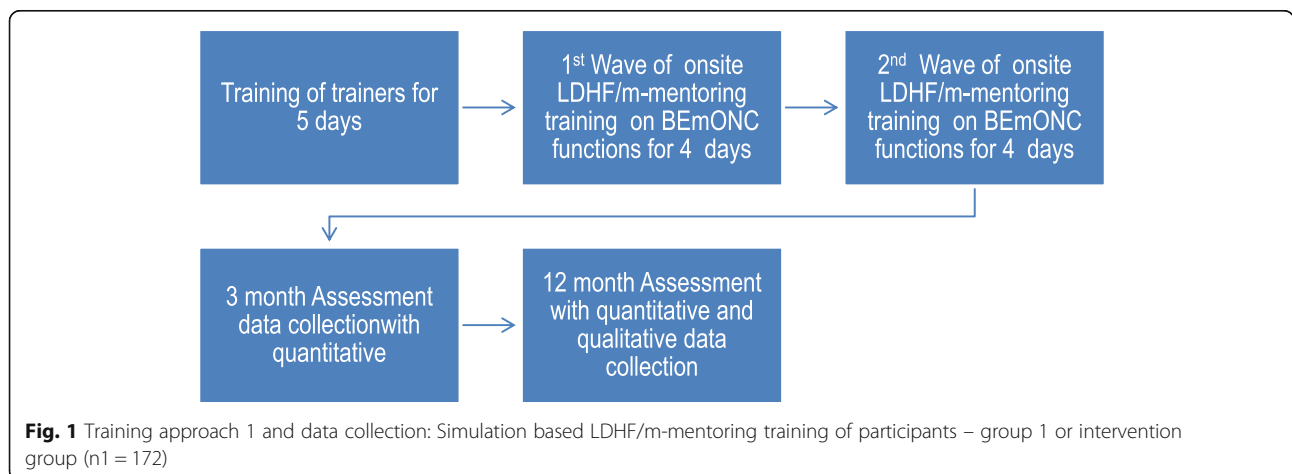 Training of trainers for
5 days
1st Wave of onsite
LDHF/m-mentoring
training on BEmONC
functions for 4 days
2nd Wave of onsite
LDHF/m-mentoring
training on BEmONC
functions for 4 days
3 month Assessment
data collectionwith
quantitative
12 month Assessment
with quantitative and
qualitative data
collection
Fig. 1 Training approach 1 and data collection: Simulation based LDHF/m-mentoring training of participants – group 1 or intervention
group (n1 = 172)